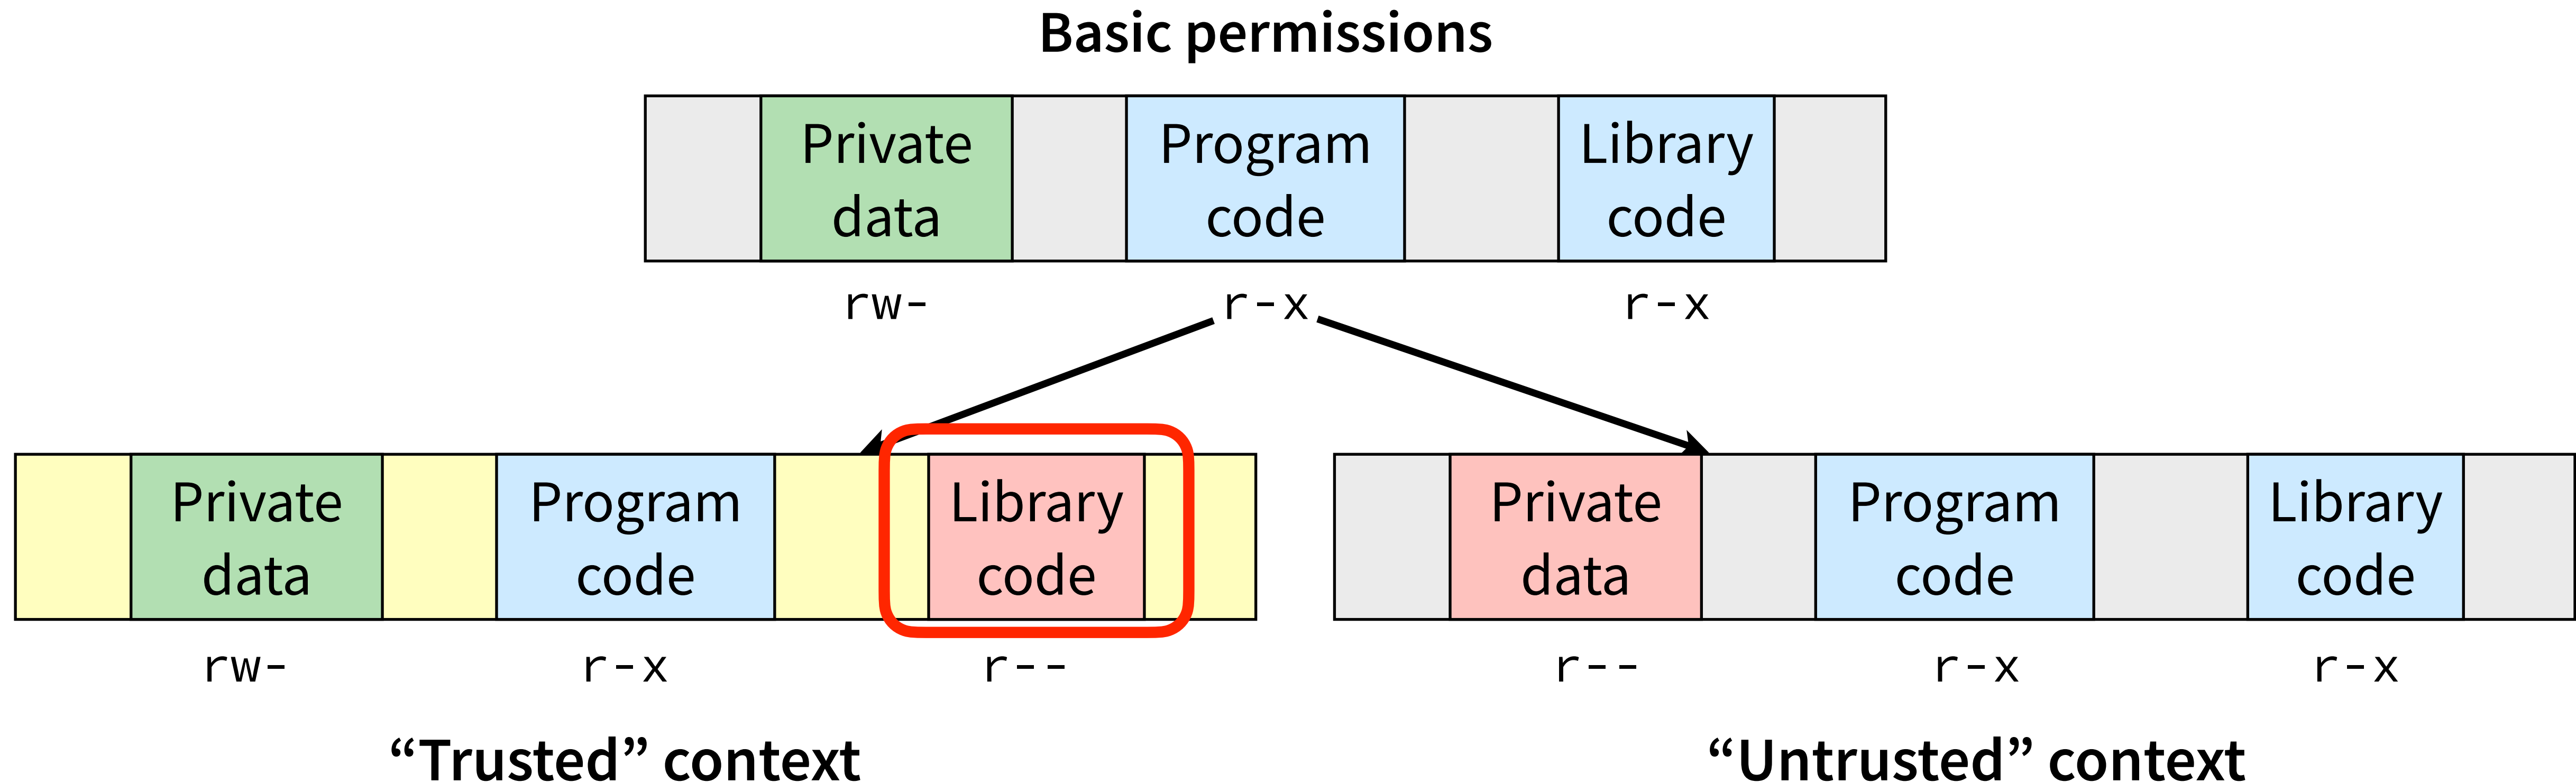 Basic permissions
Private
data
Program
code
Library
code
rw-
r-x
r-x
Private
data
Program
code
Library
code
Private
data
Program
code
Library
code
rw-
r-x
r--
r--
r-x
r-x
“Trusted” context
“Untrusted” context